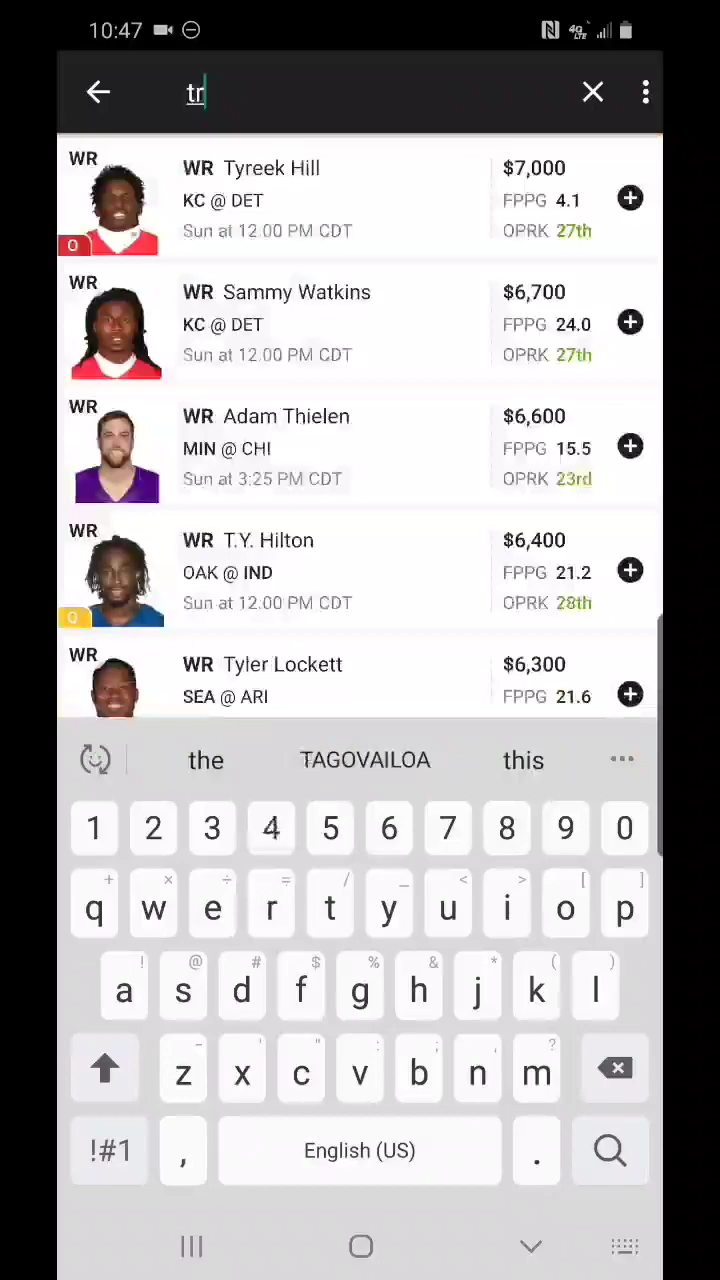 10:47
4G LTE
tr
WR
WR Tyreek Hill
$7,000
KC @ DET
FPPG 4.1
Sun at 12:00 PM CDT
OPRK 27th
O
WR
WR Sammy Watkins
$6,700
KC @ DET
FPPG 24.0
Sun at 12:00 PM CDT
OPRK 27th
WR
WR Adam Thielen
$6,600
MIN @ CHI
FPPG 15.5
Sun at 3:25 PM CDT
OPRK 23rd
WR
WR T.Y. Hilton
$6,400
OAK @ IND
FPPG 21.2
Sun at 12:00 PM CDT
OPRK 28th
Q
WR
WR Tyler Lockett
$6,300
SEA @ ARI
FPPG 21.6
the TAGOVAILOA this
1 2 3 4 5 6 7 8 9 0
+ × ÷ = / _ < > [ ]
q w e r t y u i o p
! @ # $ % & * ( )
a s d f g h j k l
- ' " : ; , ?
z x c v b n m
!#1 , English (US) .